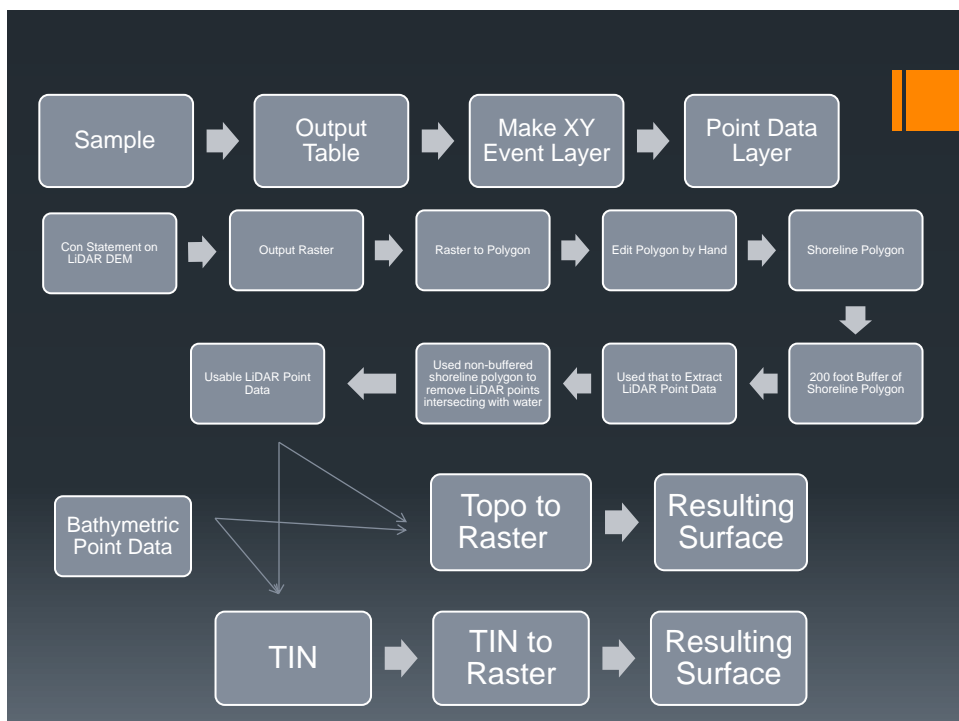 Sample
Output
Table
Make XY
Event Layer
Point Data
Layer
Con Statement on
LiDAR DEM
Output Raster
Raster to Polygon
Edit Polygon by Hand
Shoreline Polygon
200 foot Buffer of
Shoreline Polygon
Used that to Extract
LiDAR Point Data
Used non-buffered
shoreline polygon to
remove LiDAR points
intersecting with water
Usable LiDAR Point
Data
Bathymetric
Point Data
Topo to
Raster
Resulting
Surface
TIN
TIN to
Raster
Resulting
Surface